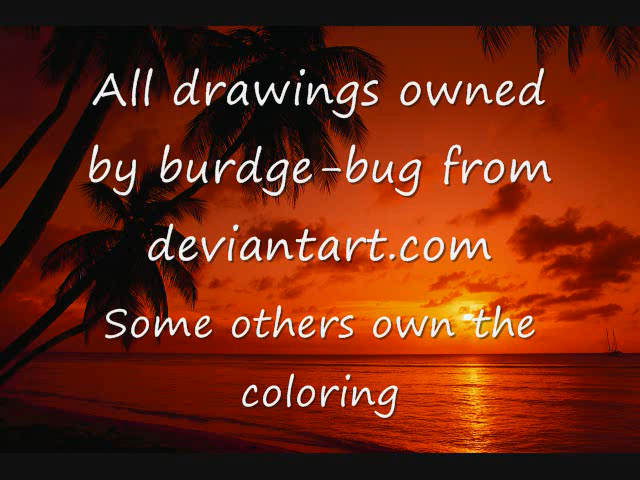 All drawings owned
by burdge-bug from
deviantart.com
Some others own the
coloring